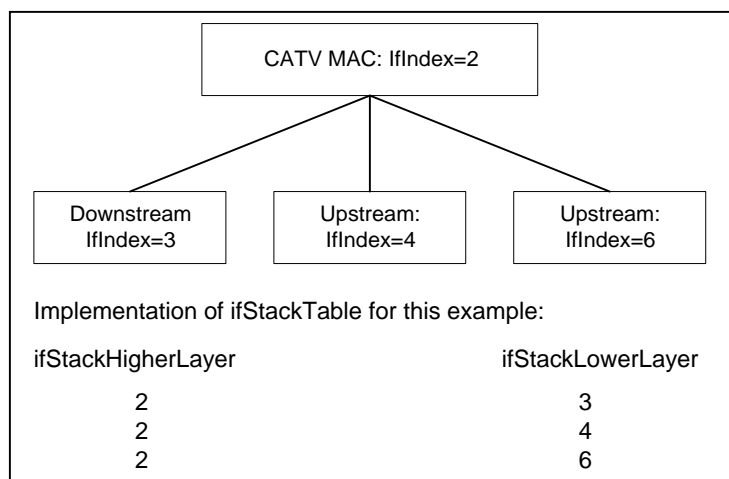 CATV MAC: IfIndex=2
Downstream
IfIndex=3
Upstream:
IfIndex=4
Upstream:
IfIndex=6
Implementation of ifStackTable for this example:
ifStackHigherLayer ifStackLowerLayer
2 3
2 4
2 6